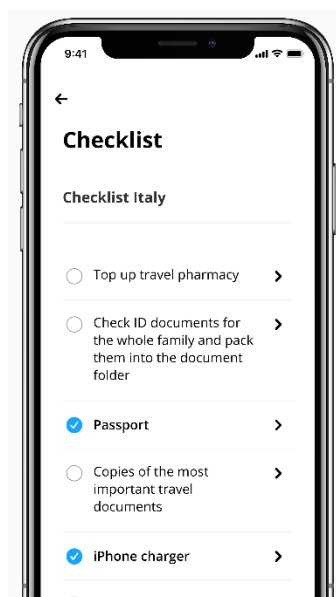 9:41
Checklist
Checklist Italy
Top up travel pharmacy
Check ID documents for
the whole family and pack
them into the document
folder
Passport
Copies of the most
important travel
documents
iPhone charger